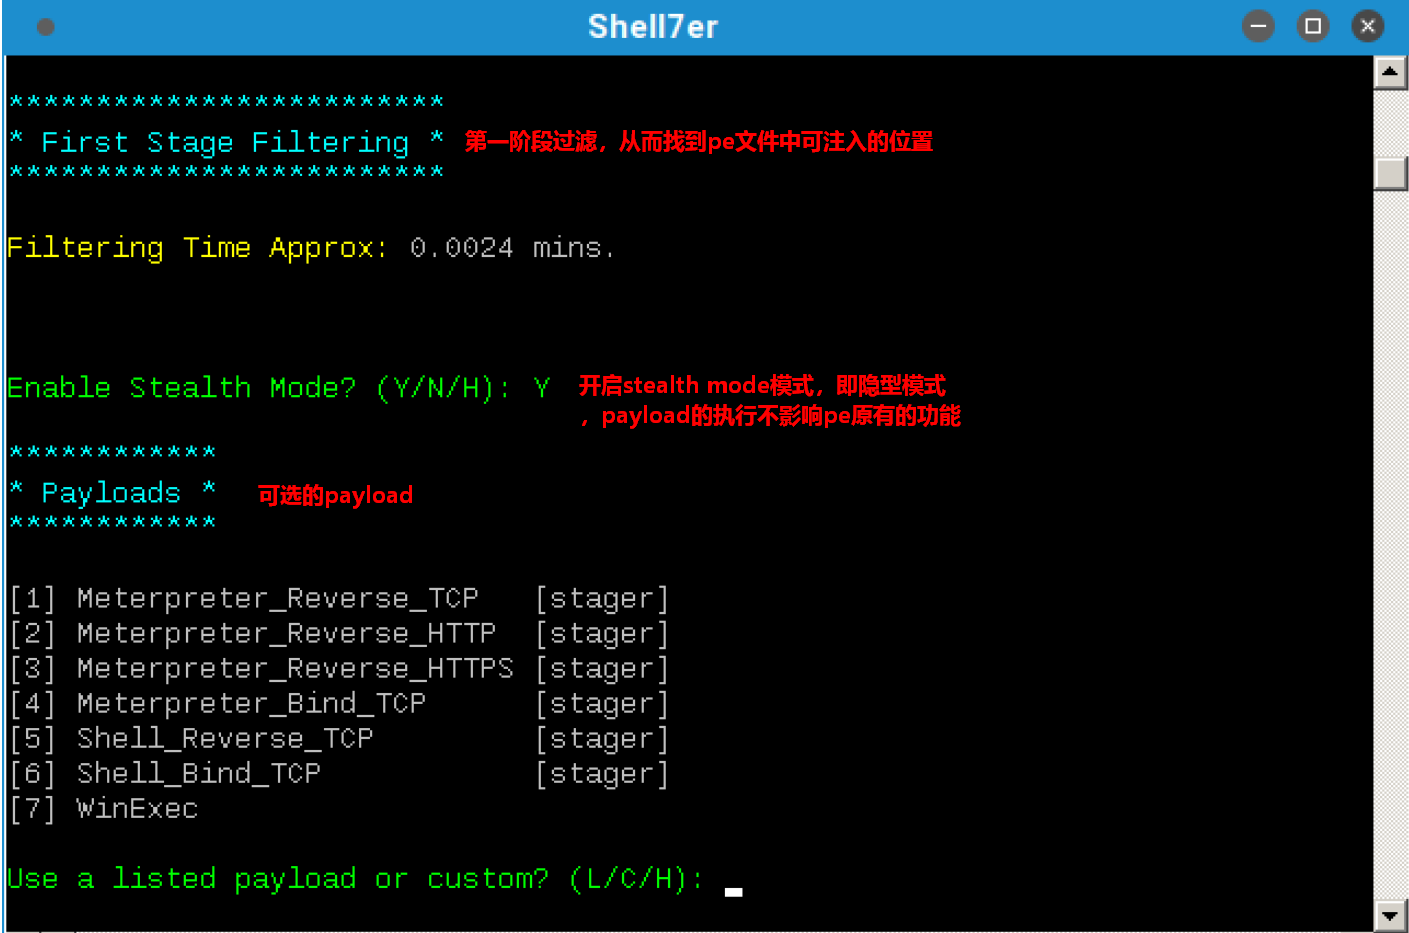 Shell7er
*************************
* First Stage Filtering * 第一阶段过滤，从而找到pe文件中可注入的位置
*************************
Filtering Time Approx: 0.0024 mins.
Enable Stealth Mode? (Y/N/H): Y 开启stealth mode模式，即隐型模式
，payload的执行不影响pe原有的功能
************
* Payloads * 可选的payload
************
[1] Meterpreter_Reverse_TCP [stager]
[2] Meterpreter_Reverse_HTTP [stager]
[3] Meterpreter_Reverse_HTTPS [stager]
[4] Meterpreter_Bind_TCP [stager]
[5] Shell_Reverse_TCP [stager]
[6] Shell_Bind_TCP [stager]
[7] WinExec
Use a listed payload or custom? (L/C/H):